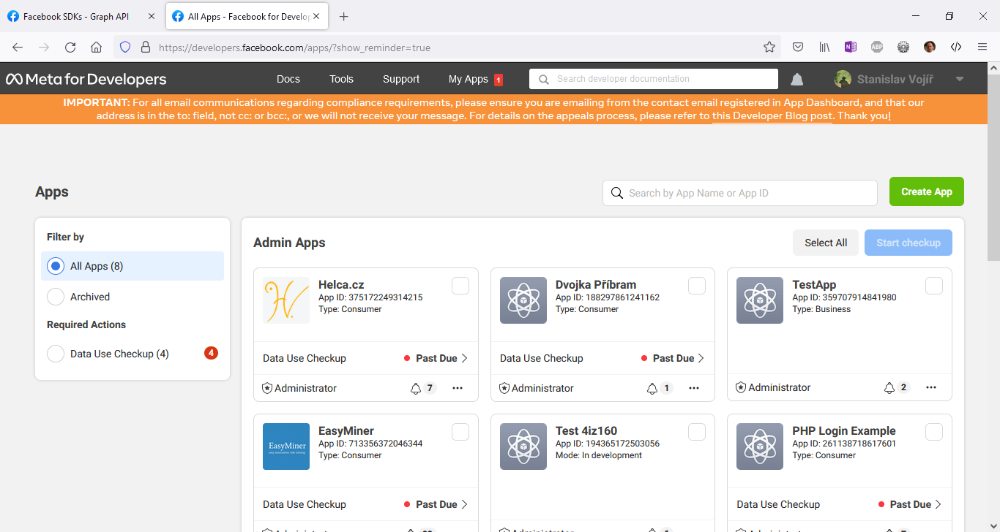 Facebook SDKs - Graph API
All Apps - Facebook for Develop
https://developers.facebook.com/apps/?show_reminder=true
ABP
Meta for Developers
Docs
Tools
Support
My Apps 1
Search developer documentation
Stanislav Vojíř
IMPORTANT: For all email communications regarding compliance requirements, please ensure you are emailing from the contact email registered in App Dashboard, and that our
address is in the to: field, not cc: or bcc:, or we will not receive your message. For details on the appeals process, please refer to this Developer Blog post. Thank you!
Apps
Search by App Name or App ID
Create App
Filter by
All Apps (8)
Archived
Required Actions
Data Use Checkup (4)
4
Admin Apps
Select All
Start checkup
Helca.cz
App ID: 375172249314215
Type: Consumer
Data Use Checkup
Past Due
Administrator
7
Dvojka Příbram
App ID: 188297861241162
Type: Consumer
Data Use Checkup
Past Due
Administrator
1
TestApp
App ID: 359707914841980
Type: Business
Administrator
2
EasyMiner
easy association rule mining
EasyMiner
App ID: 713356372046344
Type: Consumer
Data Use Checkup
Past Due
Test 4iz160
App ID: 194365172503056
Mode: In development
PHP Login Example
App ID: 261138718617601
Type: Consumer
Data Use Checkup
Past Due